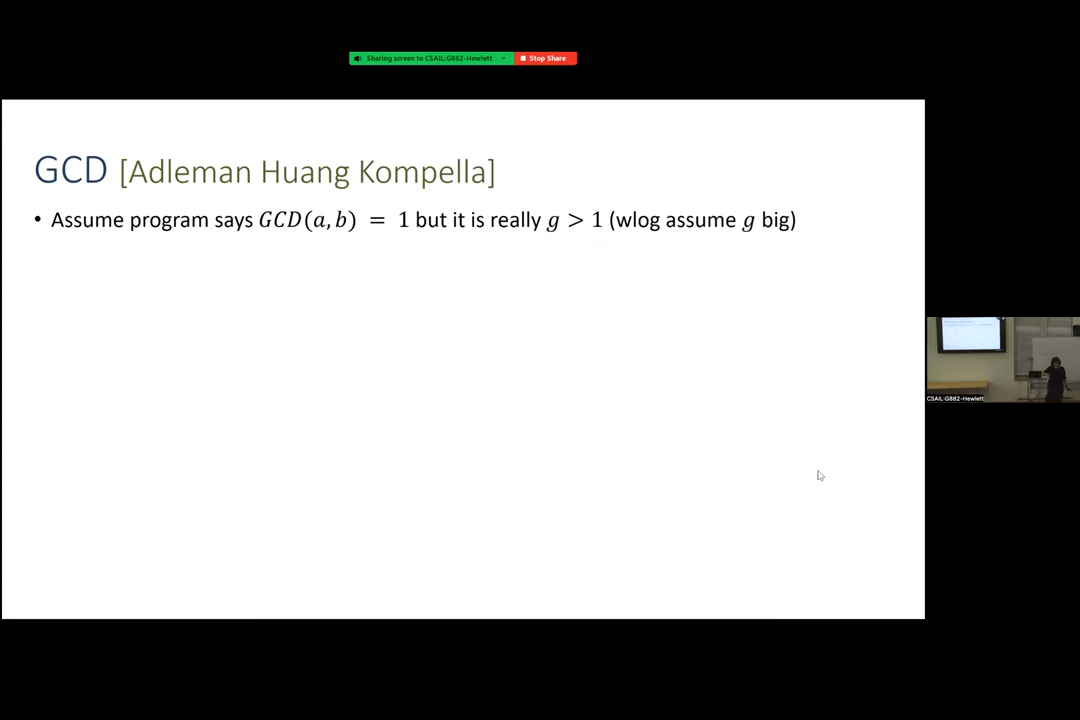 Sharing screen to CSAIL:G882-Hewlett
Stop Share
GCD [Adleman Huang Kompella]
• Assume program says GCD(a, b) = 1 but it is really g > 1 (wlog assume g big)
CSAIL:G882-Hewlett